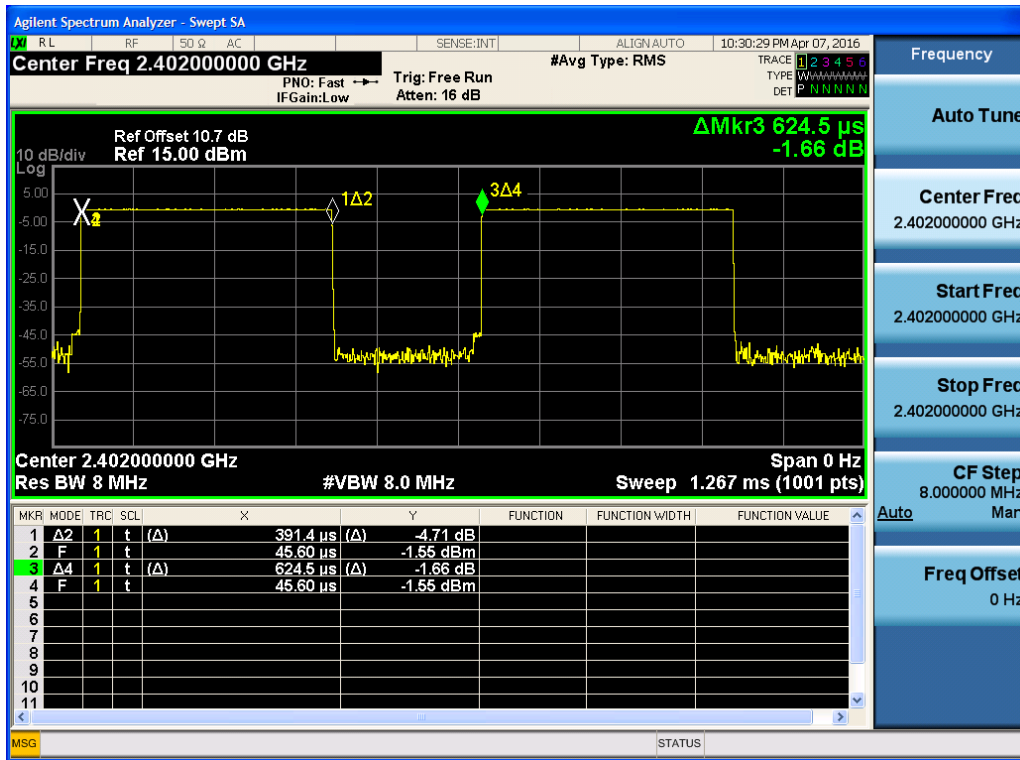 Agilent Spectrum Analyzer - Swept SA
LXI RL RF 50 Ω AC SENSE:INT ALIGN AUTO 10:30:29 PM Apr 07, 2016
Center Freq 2.402000000 GHz #Avg Type: RMS TRACE 1 2 3 4 5 6
PNO: Fast Trig: Free Run TYPE WWWWWWW
IFGain:Low Atten: 16 dB DET P N N N N N
Frequency
Auto Tune
Center Freq
2.402000000 GHz
Start Freq
2.402000000 GHz
Stop Freq
2.402000000 GHz
CF Step
8.000000 MHz
Auto Man
Freq Offset
0 Hz
ΔMkr3 624.5 µs
-1.66 dB
Ref Offset 10.7 dB
10 dB/div Ref 15.00 dBm
Log
5.00
-5.00
-15.0
-25.0
-35.0
-45.0
-55.0
-65.0
-75.0
X
1Δ2
3Δ4
Center 2.402000000 GHz Span 0 Hz
Res BW 8 MHz #VBW 8.0 MHz Sweep 1.267 ms (1001 pts)
MKR MODE TRC SCL X Y FUNCTION FUNCTION WIDTH FUNCTION VALUE
1 Δ2 1 t (Δ) 391.4 µs (Δ) -4.71 dB
2 F 1 t 45.60 µs -1.55 dBm
3 Δ4 1 t (Δ) 624.5 µs (Δ) -1.66 dB
4 F 1 t 45.60 µs -1.55 dBm
5
6
7
8
9
10
11
MSG STATUS